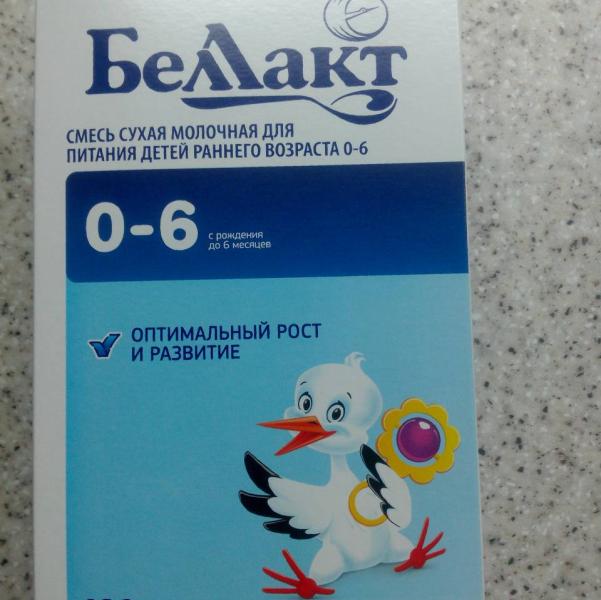 Беллакт
СМЕСЬ СУХАЯ МОЛОЧНАЯ ДЛЯ
ПИТАНИЯ ДЕТЕЙ РАННЕГО ВОЗРАСТА 0-6
0-6
с рождения
до 6 месяцев
ОПТИМАЛЬНЫЙ РОСТ
И РАЗВИТИЕ